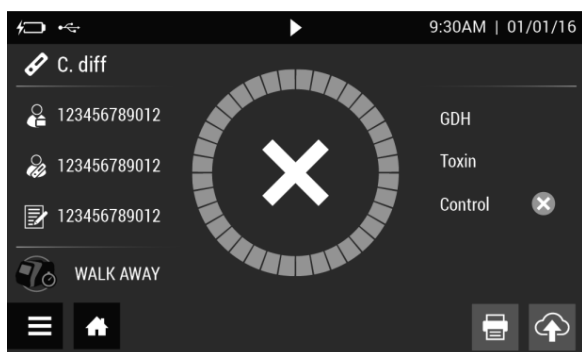 9:30AM | 01/01/16
C. diff
123456789012
123456789012
123456789012
WALK AWAY
GDH
Toxin
Control